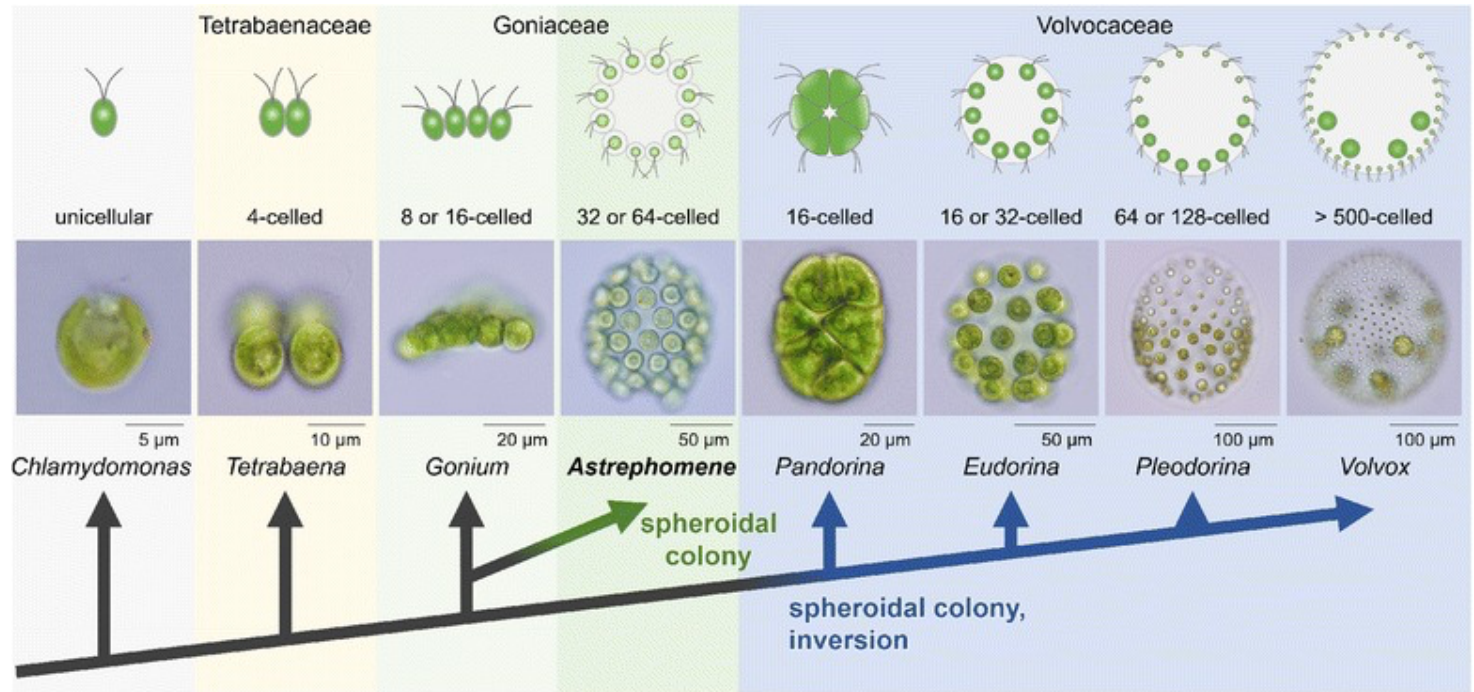 Tetrabaenaceae Goniaceae Volvocaceae
unicellular 4-celled 8 or 16-celled 32 or 64-celled 16-celled 16 or 32-celled 64 or 128-celled > 500-celled
5 µm 10 µm 20 µm 50 µm 20 µm 50 µm 100 µm 100 µm
Chlamydomonas Tetrabaena Gonium Astrephomene Pandorina Eudorina Pleodorina Volvox
spheroidal
colony
spheroidal colony,
inversion